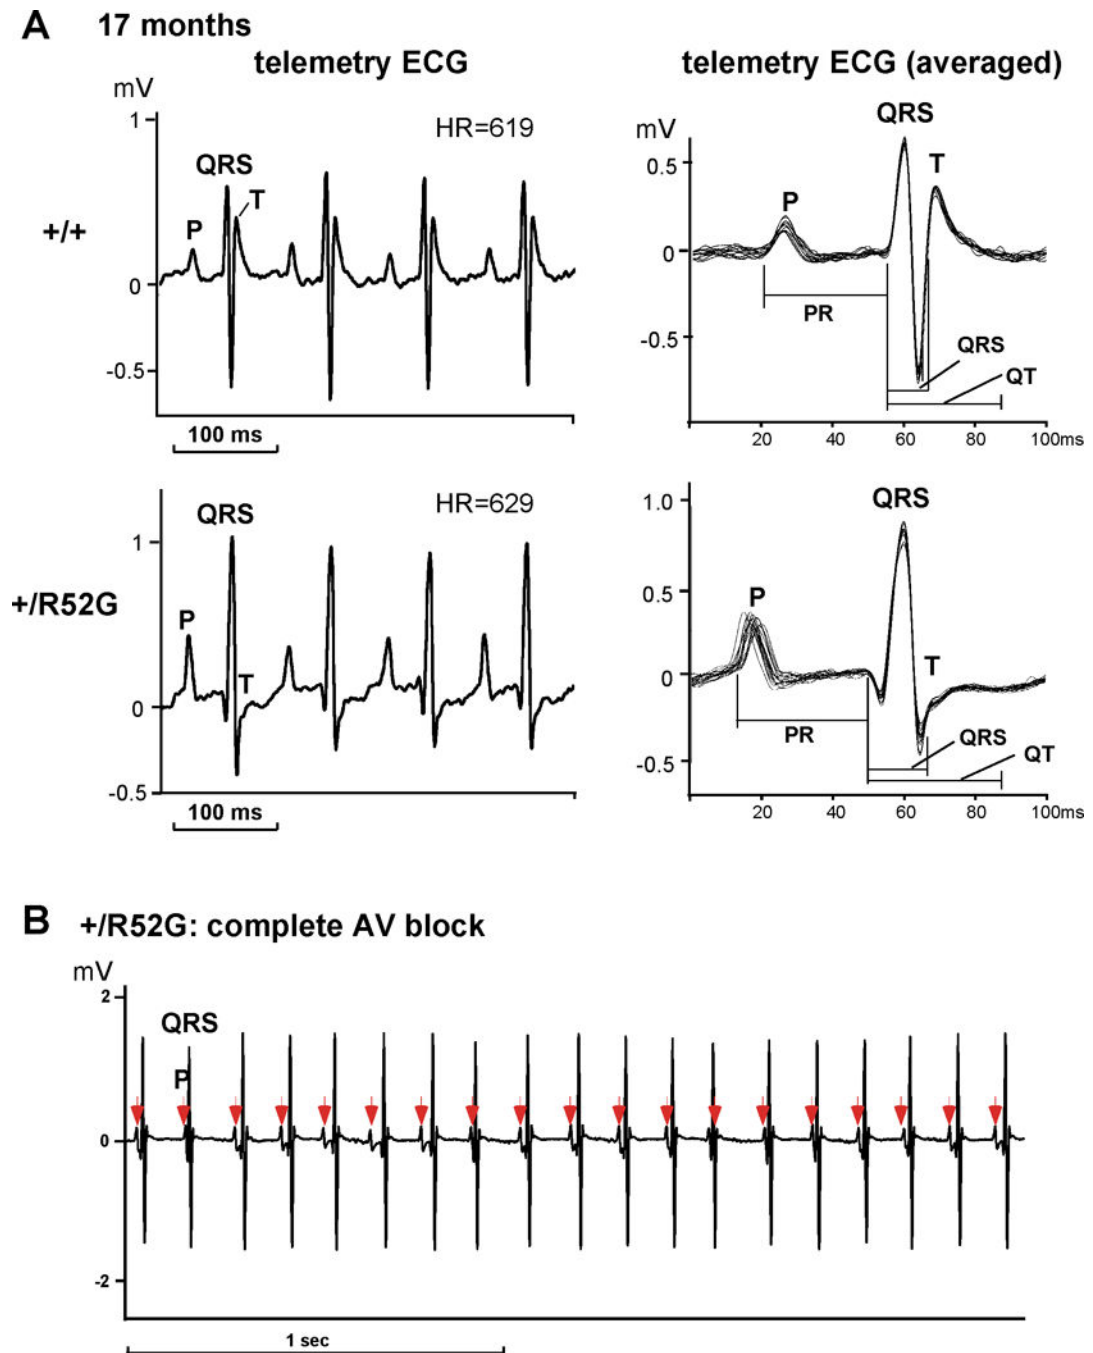 A 17 months
telemetry ECG
telemetry ECG (averaged)
mV
1
0
-0.5
HR=619
QRS
T
P
+/+
100 ms
mV
0.5
0
-0.5
QRS
T
P
PR
QRS
QT
20 40 60 80 100ms
+/R52G
1
0
-0.5
HR=629
QRS
P
T
100 ms
1.0
0.5
0
-0.5
QRS
P
T
PR
QRS
QT
20 40 60 80 100ms
B +/R52G: complete AV block
mV
2
0
-2
QRS
P
1 sec